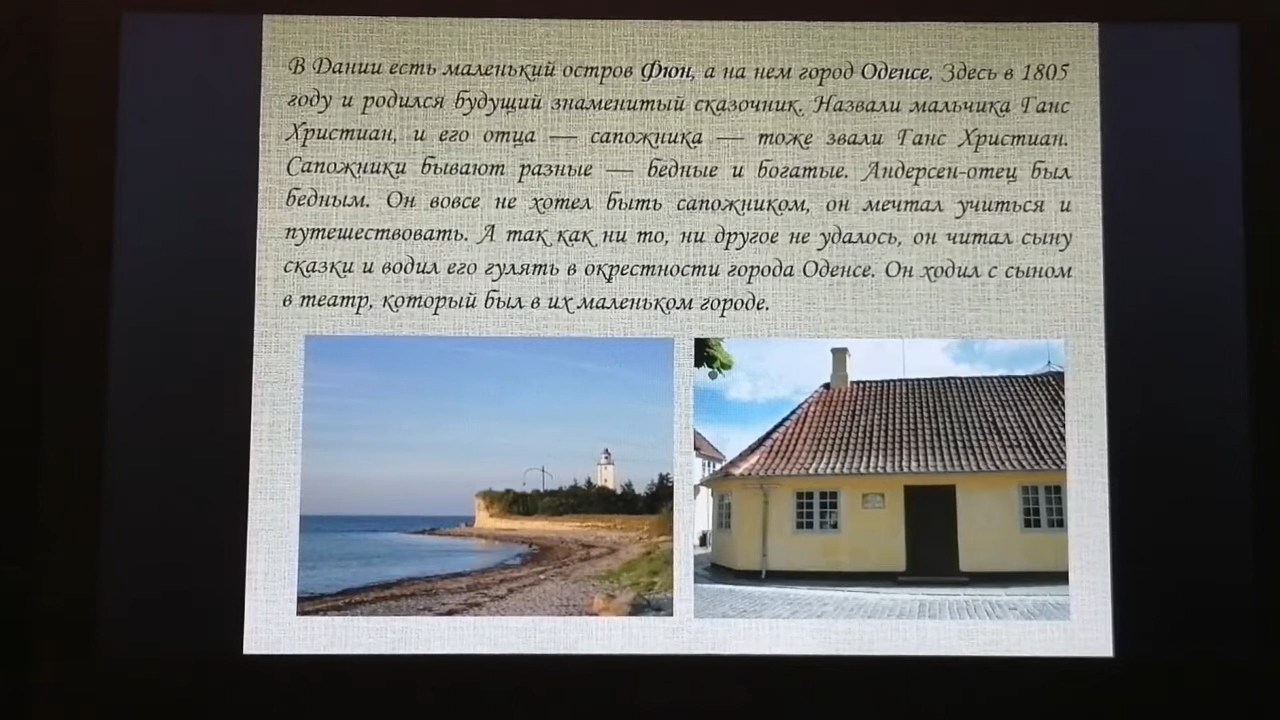 В Дании есть маленький остров Фюн, а на нем город Оденсе. Здесь в 1805
году и родился будущий знаменитый сказочник. Назвали мальчика Ганс
Христиан, и его отца — сапожника — тоже звали Ганс Христиан.
Сапожники бывают разные — бедные и богатые. Андерсен-отец был
бедным. Он вовсе не хотел быть сапожником, он мечтал учиться и
путешествовать. А так как ни то, ни другое не удалось, он читал сыну
сказки и водил его гулять в окрестности города Оденсе. Он ходил с сыном
в театр, который был в их маленьком городе.